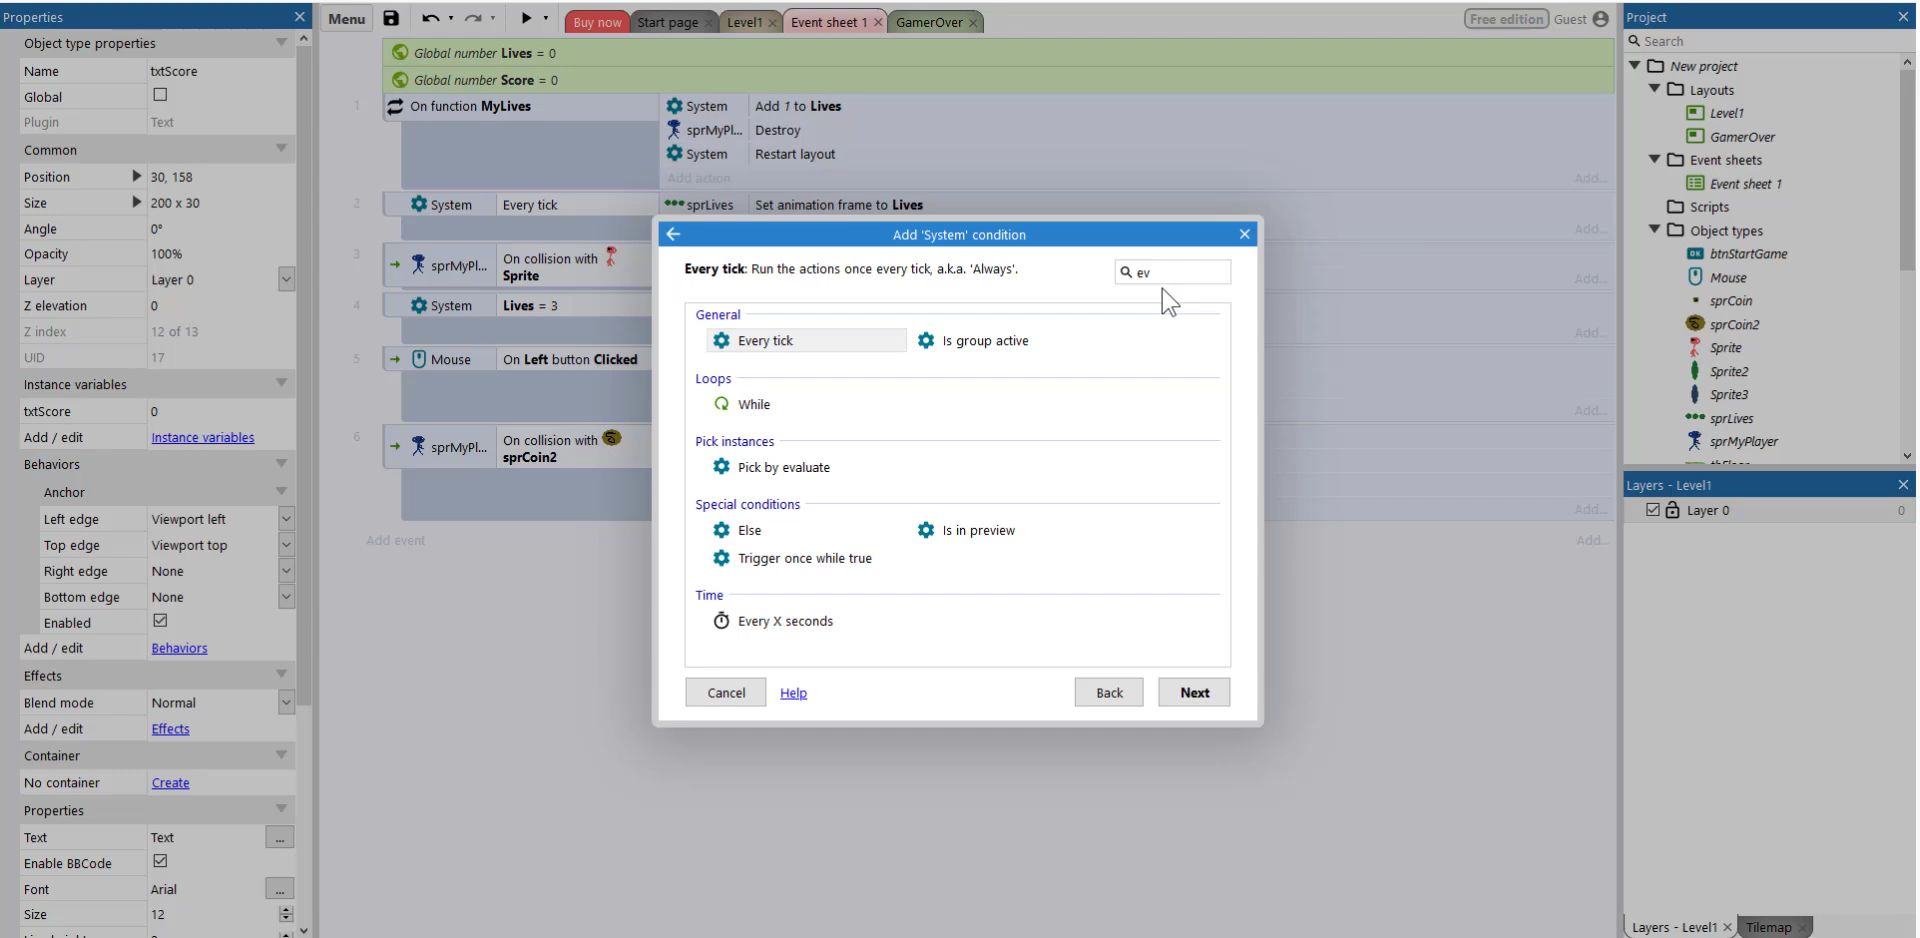 Properties
Object type properties
Name txtScore
Global
Plugin Text
Common
Position 30, 158
Size 200 x 30
Angle 0°
Opacity 100%
Layer Layer 0
Z elevation 0
Z index 12 of 13
UID 17
Instance variables
txtScore 0
Add / edit Instance variables
Behaviors
Anchor
Left edge Viewport left
Top edge Viewport top
Right edge None
Bottom edge None
Enabled
Add / edit Behaviors
Effects
Blend mode Normal
Add / edit Effects
Container
No container Create
Properties
Text Text ...
Enable BBCode
Font Arial ...
Size 12
Menu
Buy now
Start page
Level1
Event sheet 1
GamerOver
Free edition Guest
Global number Lives = 0
Global number Score = 0
1 On function MyLives
System Add 1 to Lives
sprMyPl... Destroy
System Restart layout
Add action Add...
2 System Every tick
sprLives Set animation frame to Lives
Add...
3 sprMyPl... On collision with
Sprite
Add...
4 System Lives = 3
Add...
5 Mouse On Left button Clicked
Add...
6 sprMyPl... On collision with
sprCoin2
Add...
Add event Add...
Add 'System' condition
Every tick: Run the actions once every tick, a.k.a. 'Always'.
ev
General
Every tick Is group active
Loops
While
Pick instances
Pick by evaluate
Special conditions
Else Is in preview
Trigger once while true
Time
Every X seconds
Cancel Help Back Next
Project
Search
New project
Layouts
Level1
GamerOver
Event sheets
Event sheet 1
Scripts
Object types
OK btnStartGame
Mouse
sprCoin
sprCoin2
Sprite
Sprite2
Sprite3
sprLives
sprMyPlayer
Layers - Level1
Layer 0 0
Layers - Level1 Tilemap